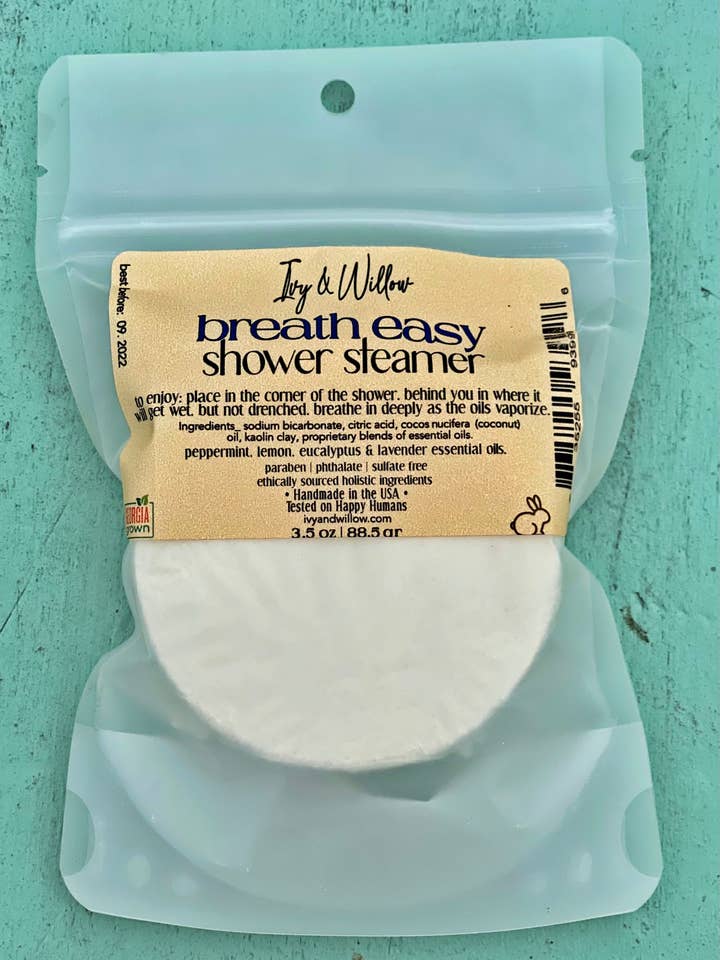 Ivy & Willow
breath easy
shower steamer
best before: 09.2022
to enjoy: place in the corner of the shower. behind you in where it
will get wet, but not drenched. breathe in deeply as the oils vaporize.
Ingredients_ sodium bicarbonate, citric acid, cocos nucifera (coconut)
oil, kaolin clay, proprietary blends of essential oils.
peppermint, lemon, eucalyptus & lavender essential oils.
paraben | phthalate | sulfate free
ethically sourced holistic ingredients
• Handmade in the USA •
Tested on Happy Humans
ivyandwillow.com
3.5 oz | 88.5 gr